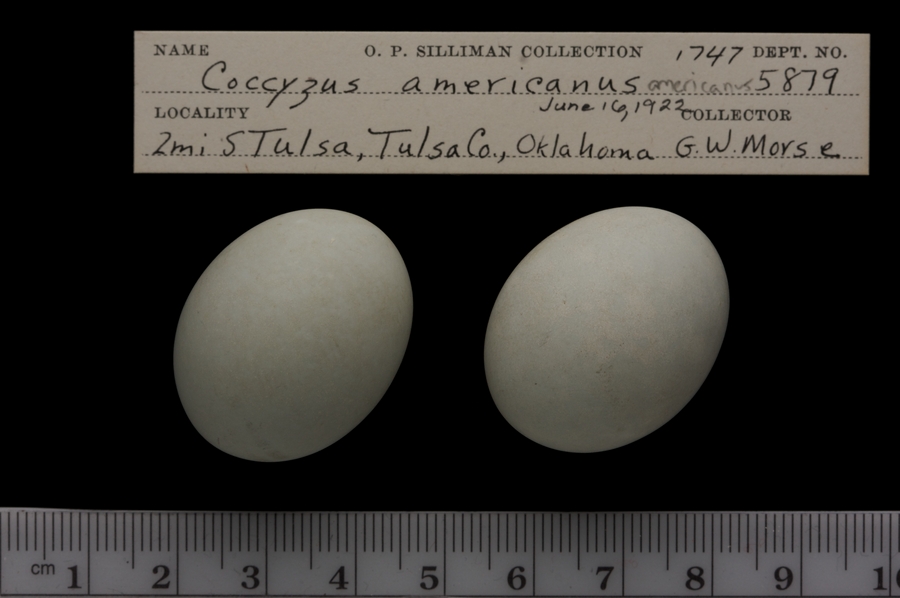 NAME O. P. SILLIMAN COLLECTION 1747 DEPT. NO.
Coccyzus americanus americanus 5879
LOCALITY June 16, 1922 COLLECTOR
2mi S Tulsa, Tulsa Co., Oklahoma G. W. Morse
cm 1 2 3 4 5 6 7 8 9